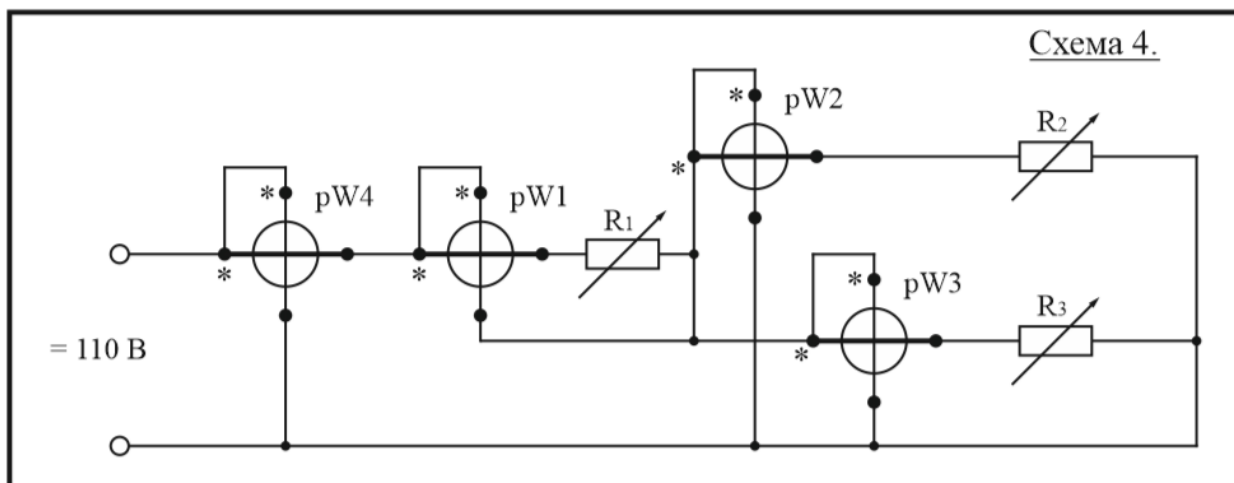 Схема 4.
* pW2
*
R2
* pW4
*
* pW1
*
R1
* pW3
*
R3
= 110 В